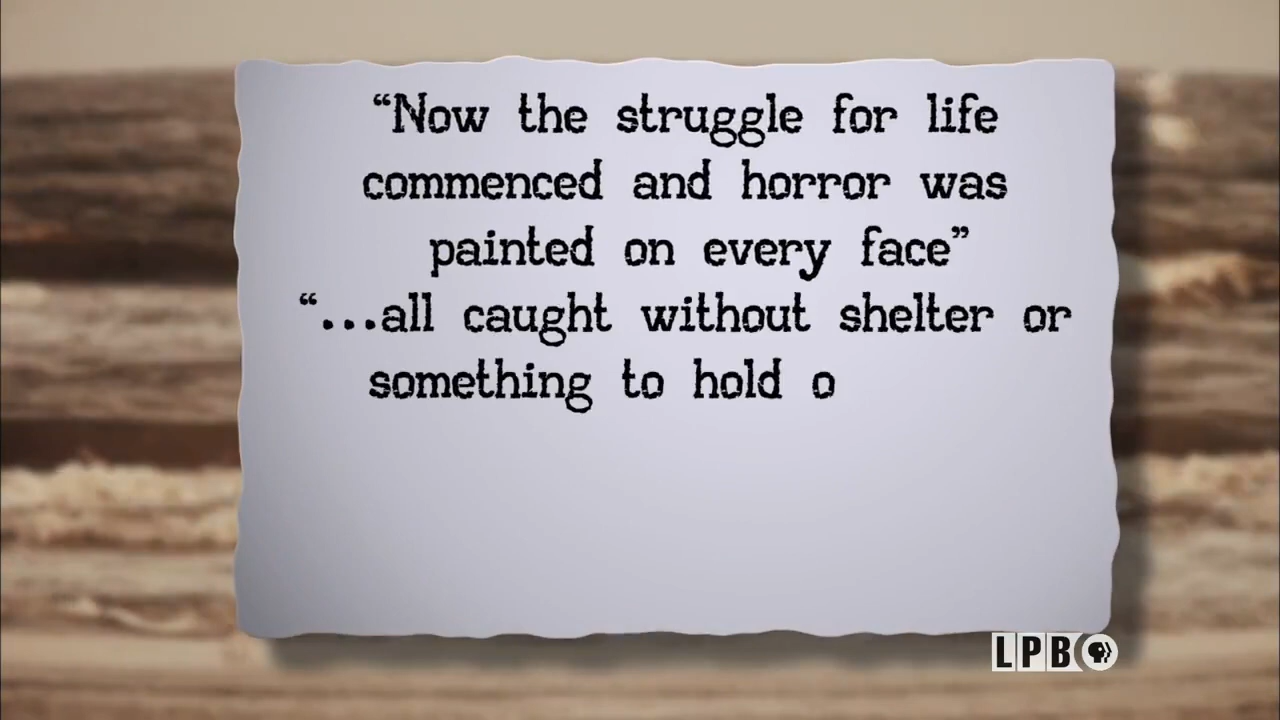 “Now the struggle for life
commenced and horror was
painted on every face”
“...all caught without shelter or
something to hold o
LPB